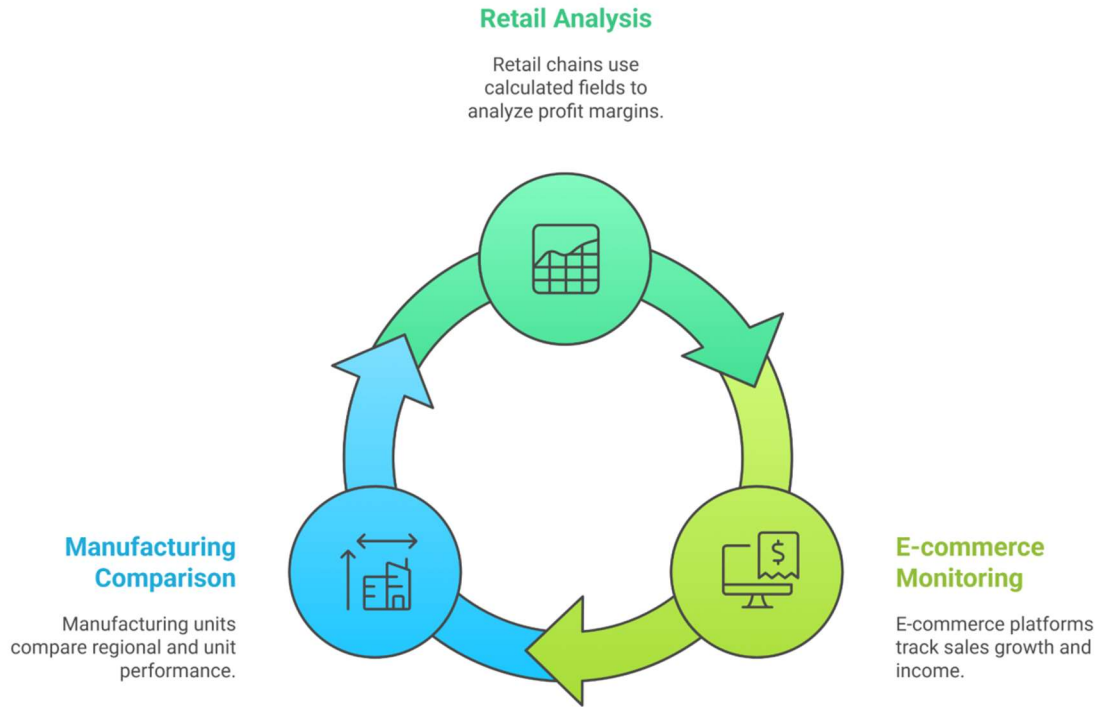 Retail Analysis
Retail chains use
calculated fields to
analyze profit margins.
$
Manufacturing
Comparison
Manufacturing units
compare regional and unit
performance.
E-commerce
Monitoring
E-commerce platforms
track sales growth and
income.